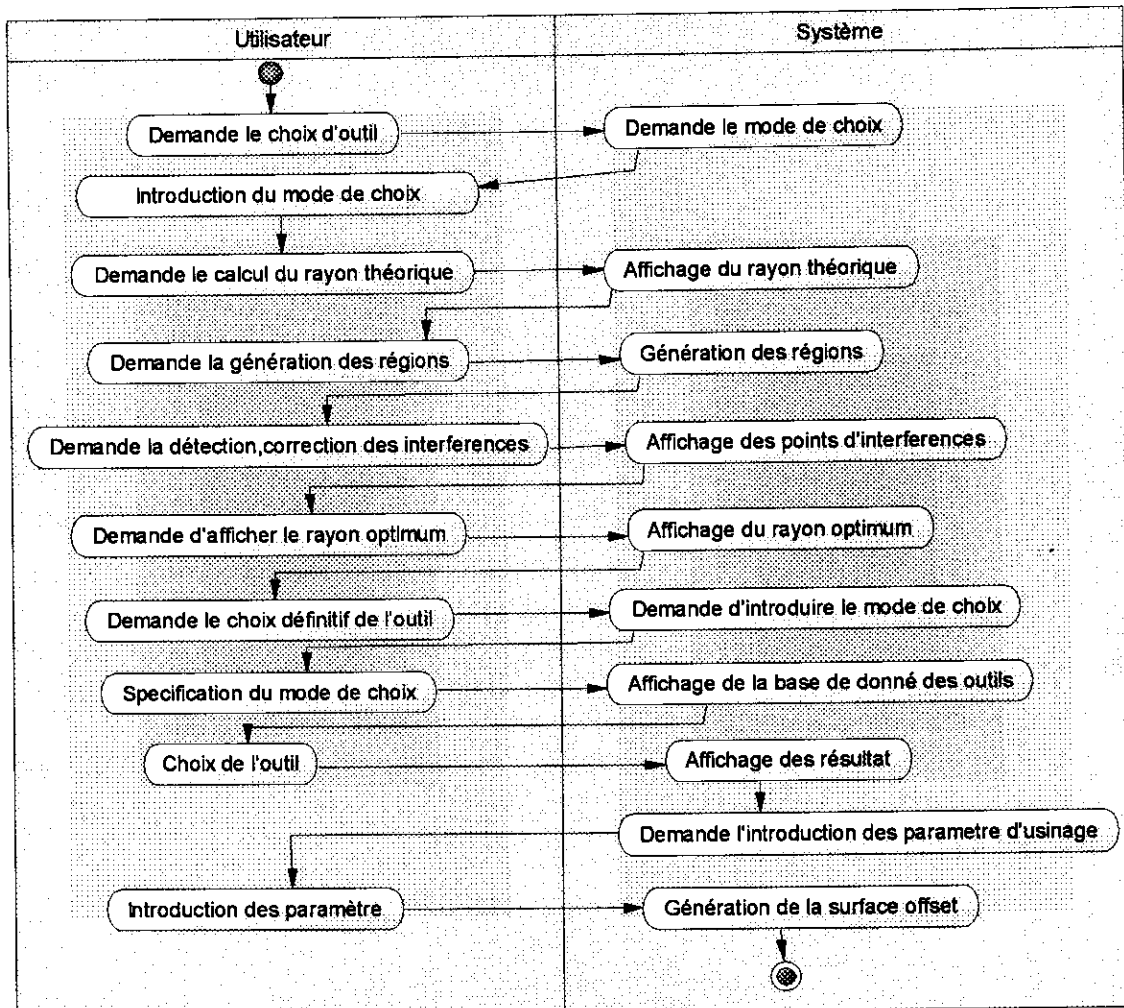 Utilisateur
Système
Demande le choix d'outil
Demande le mode de choix
Introduction du mode de choix
Demande le calcul du rayon théorique
Affichage du rayon théorique
Demande la génération des régions
Génération des régions
Demande la détection,correction des interferences
Affichage des points d'interferences
Demande d'afficher le rayon optimum
Affichage du rayon optimum
Demande le choix définitif de l'outil
Demande d'introduire le mode de choix
Specification du mode de choix
Affichage de la base de donné des outils
Choix de l'outil
Affichage des résultat
Demande l'introduction des parametre d'usinage
Introduction des paramètre
Génération de la surface offset